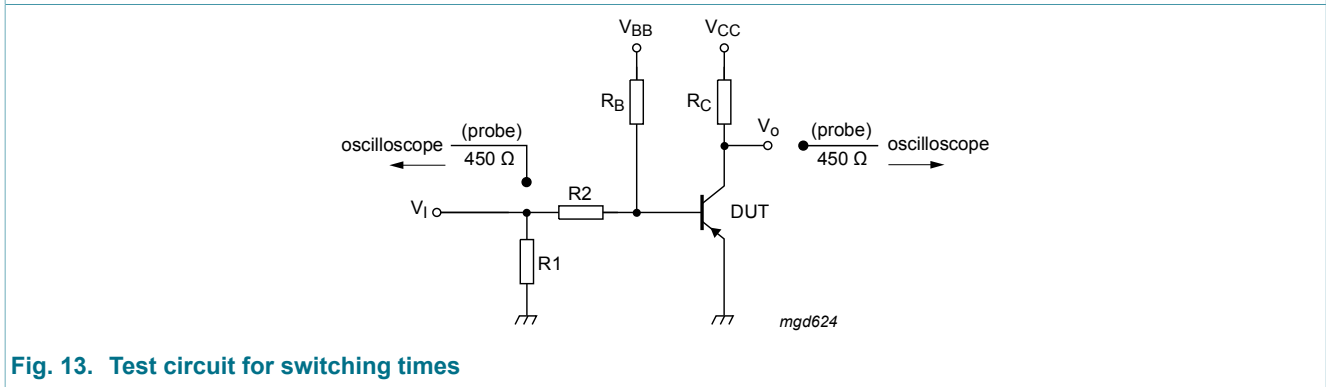 VBB
VCC
RB
RC
Vo
(probe)
450 Ω
oscilloscope
(probe)
450 Ω
oscilloscope
R2
VI
DUT
R1
mgd624
Fig. 13. Test circuit for switching times